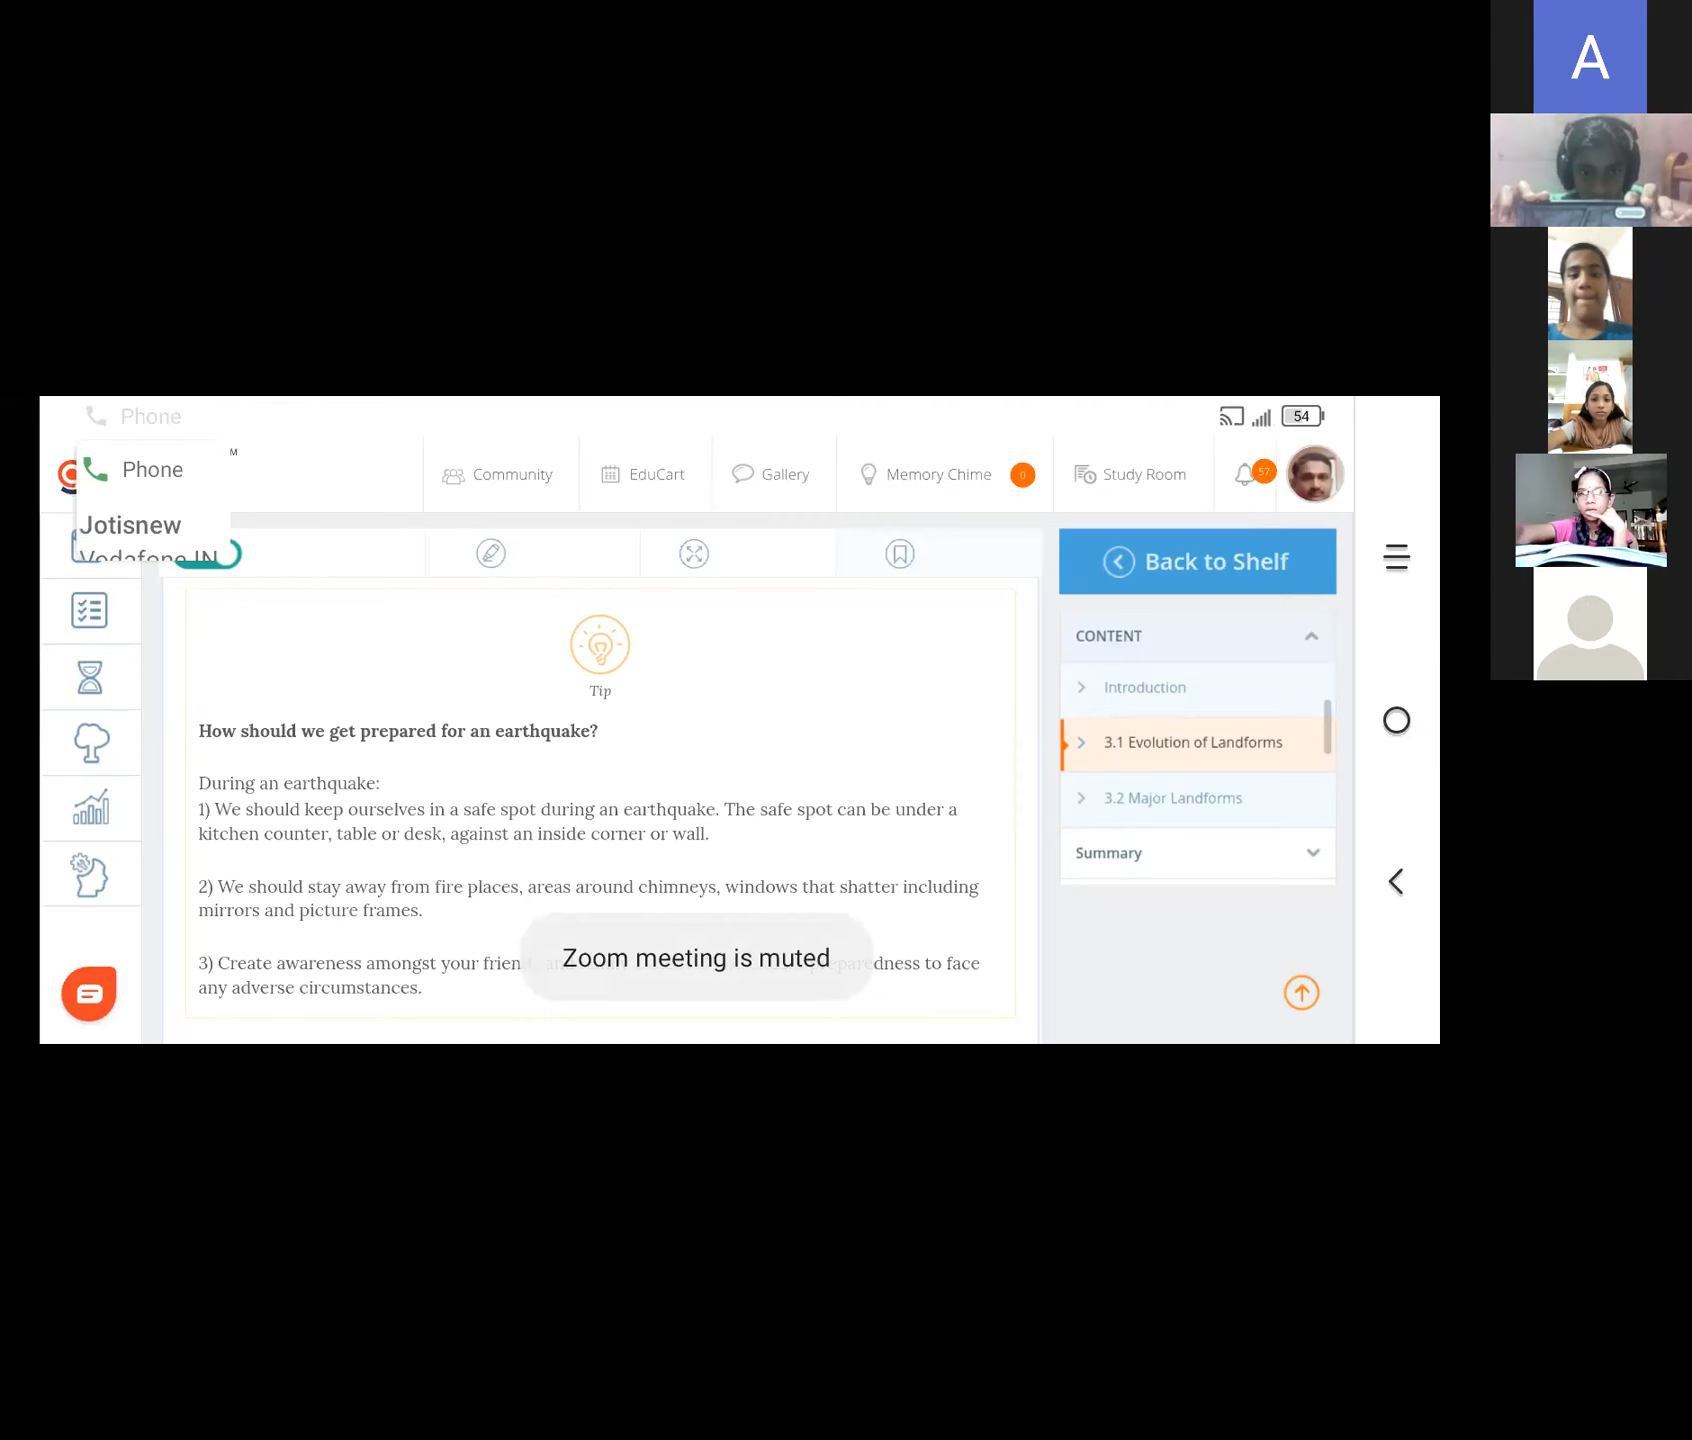 A
Phone
54
M
Phone
Community
EduCart
Gallery
Memory Chime
0
Study Room
57
Jotisnew
Vodafone IN
Back to Shelf
Tip
CONTENT
Introduction
How should we get prepared for an earthquake?
3.1 Evolution of Landforms
During an earthquake:
1) We should keep ourselves in a safe spot during an earthquake. The safe spot can be under a
kitchen counter, table or desk, against an inside corner or wall.
3.2 Major Landforms
Summary
2) We should stay away from fire places, areas around chimneys, windows that shatter including
mirrors and picture frames.
Zoom meeting is muted
3) Create awareness amongst your friend preparedness to face
any adverse circumstances.